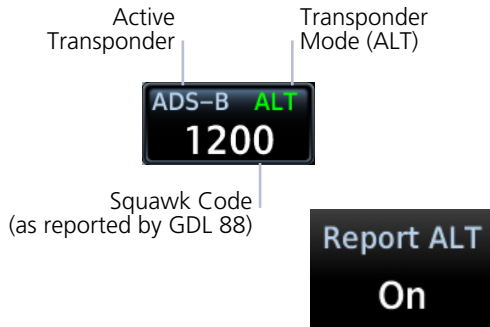 Active
Transponder
Transponder
Mode (ALT)
ADS-B ALT
1200
Squawk Code
(as reported by GDL 88)
Report ALT
On